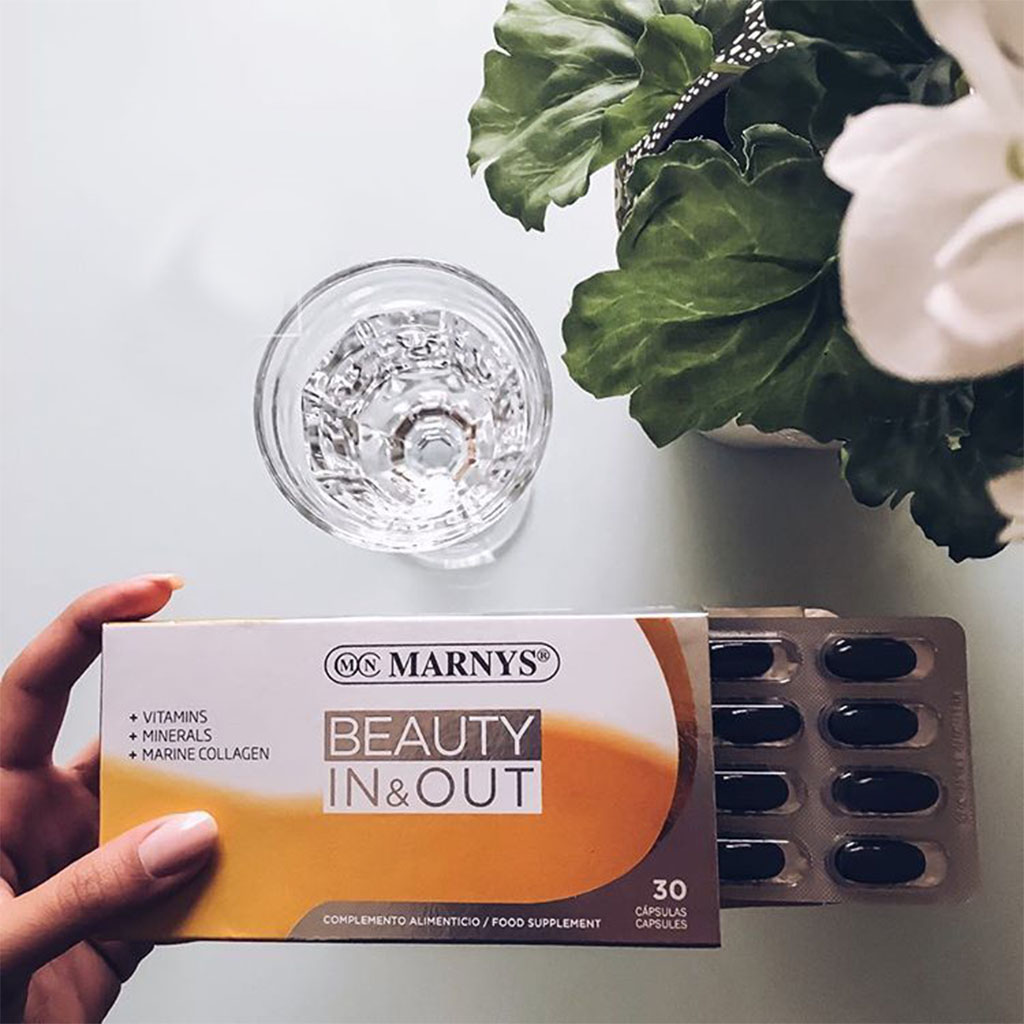 MN MARNYS®
+ VITAMINS
+ MINERALS
+ MARINE COLLAGEN
BEAUTY
IN & OUT
30
CÁPSULAS
CAPSULES
COMPLEMENTO ALIMENTICIO / FOOD SUPPLEMENT